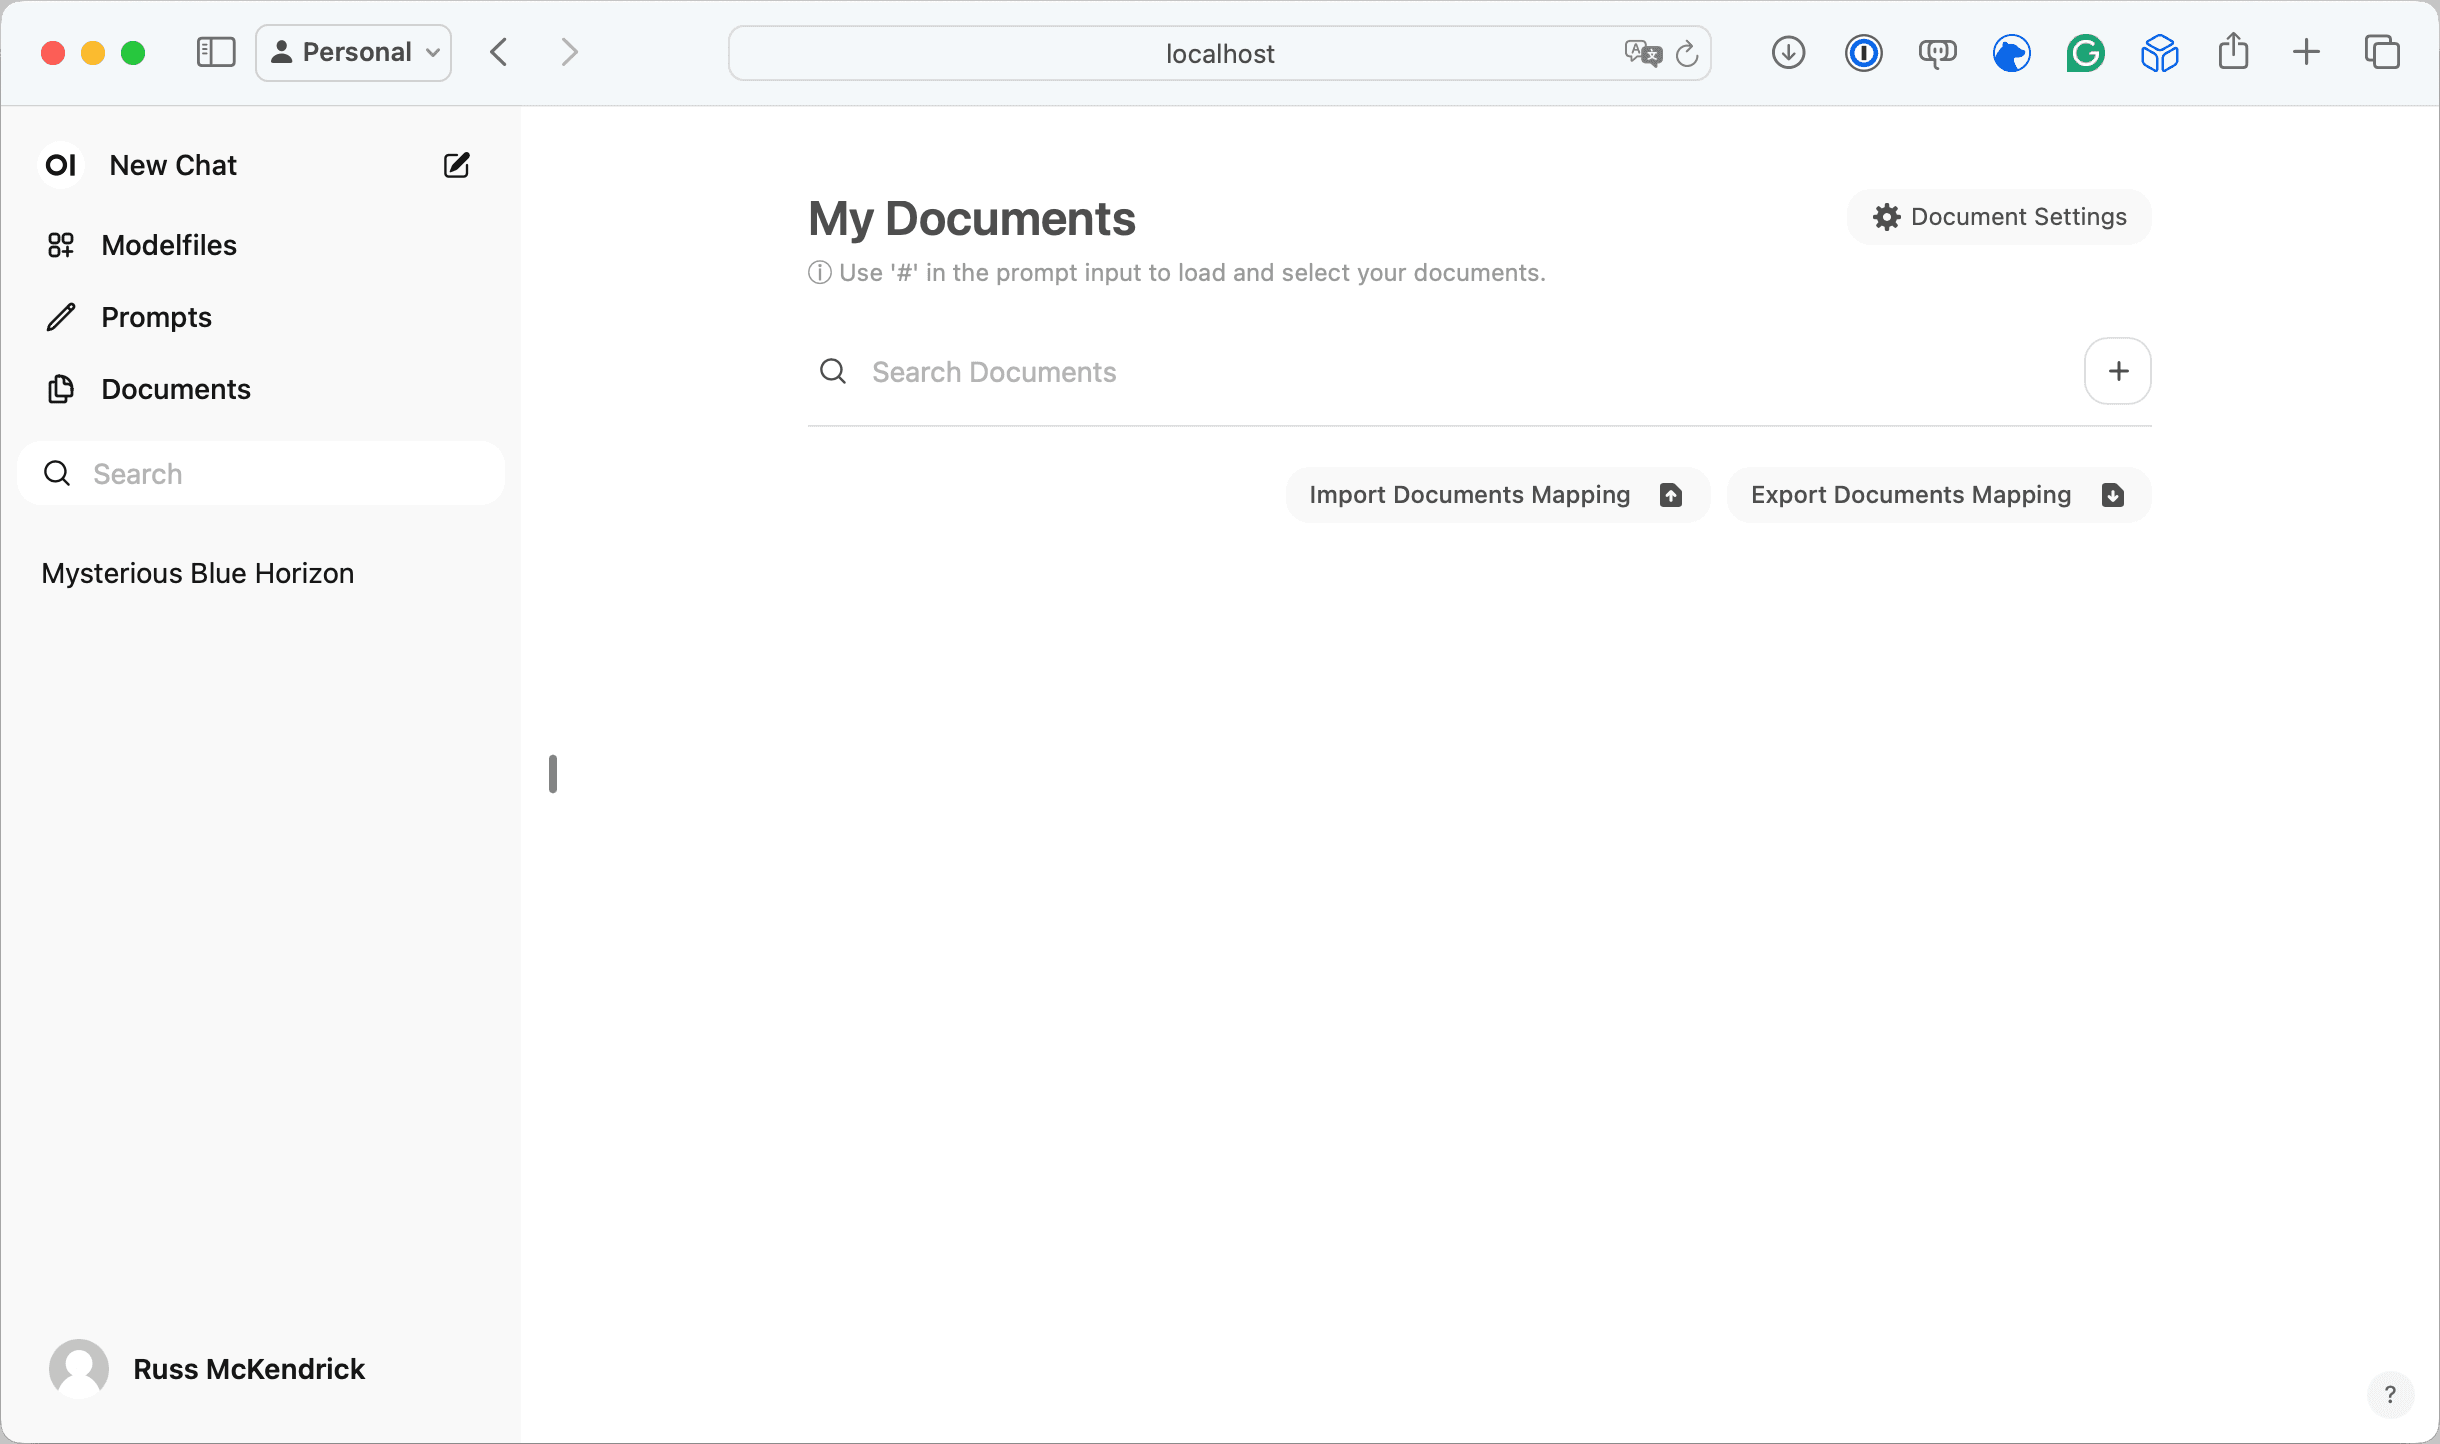 Personal
localhost
OI New Chat
Modelfiles
Prompts
Documents
Search
Mysterious Blue Horizon
Russ McKendrick
My Documents
Document Settings
Use '#' in the prompt input to load and select your documents.
Search Documents
+
Import Documents Mapping
Export Documents Mapping
?